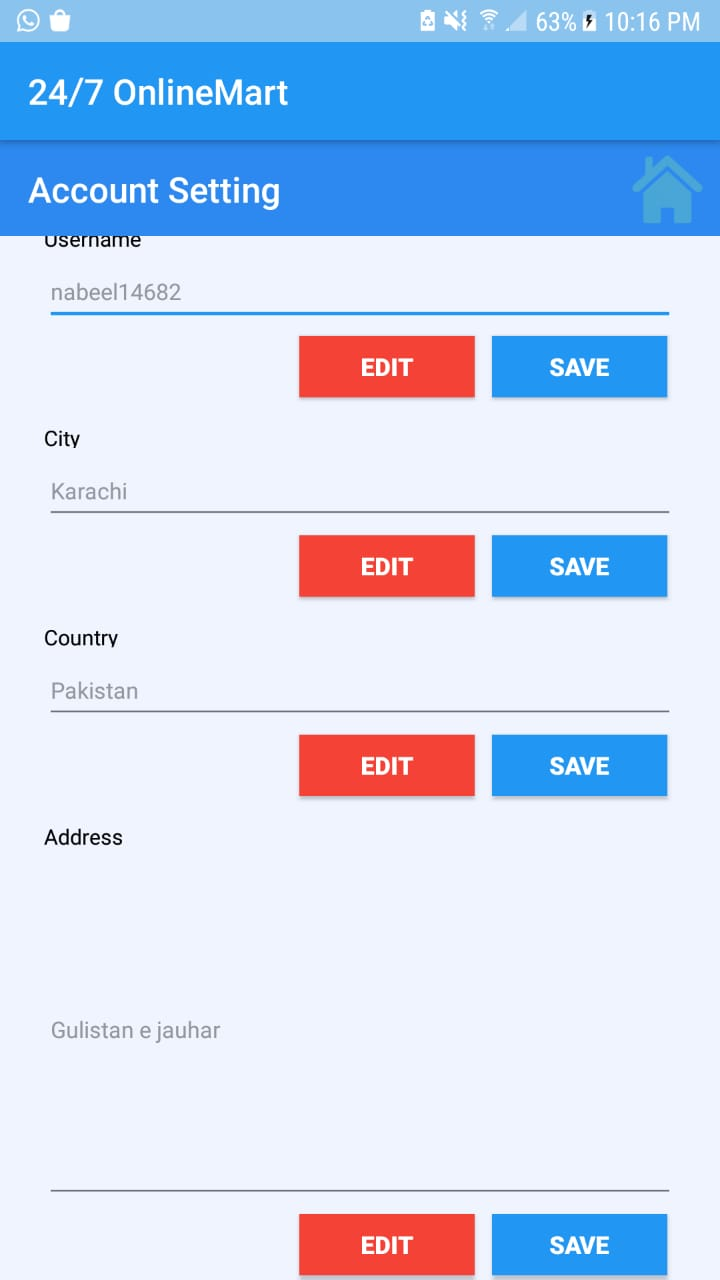 63% 10:16 PM
24/7 OnlineMart
Account Setting
Username
nabeel14682
EDIT SAVE
City
Karachi
EDIT SAVE
Country
Pakistan
EDIT SAVE
Address
Gulistan e jauhar
EDIT SAVE